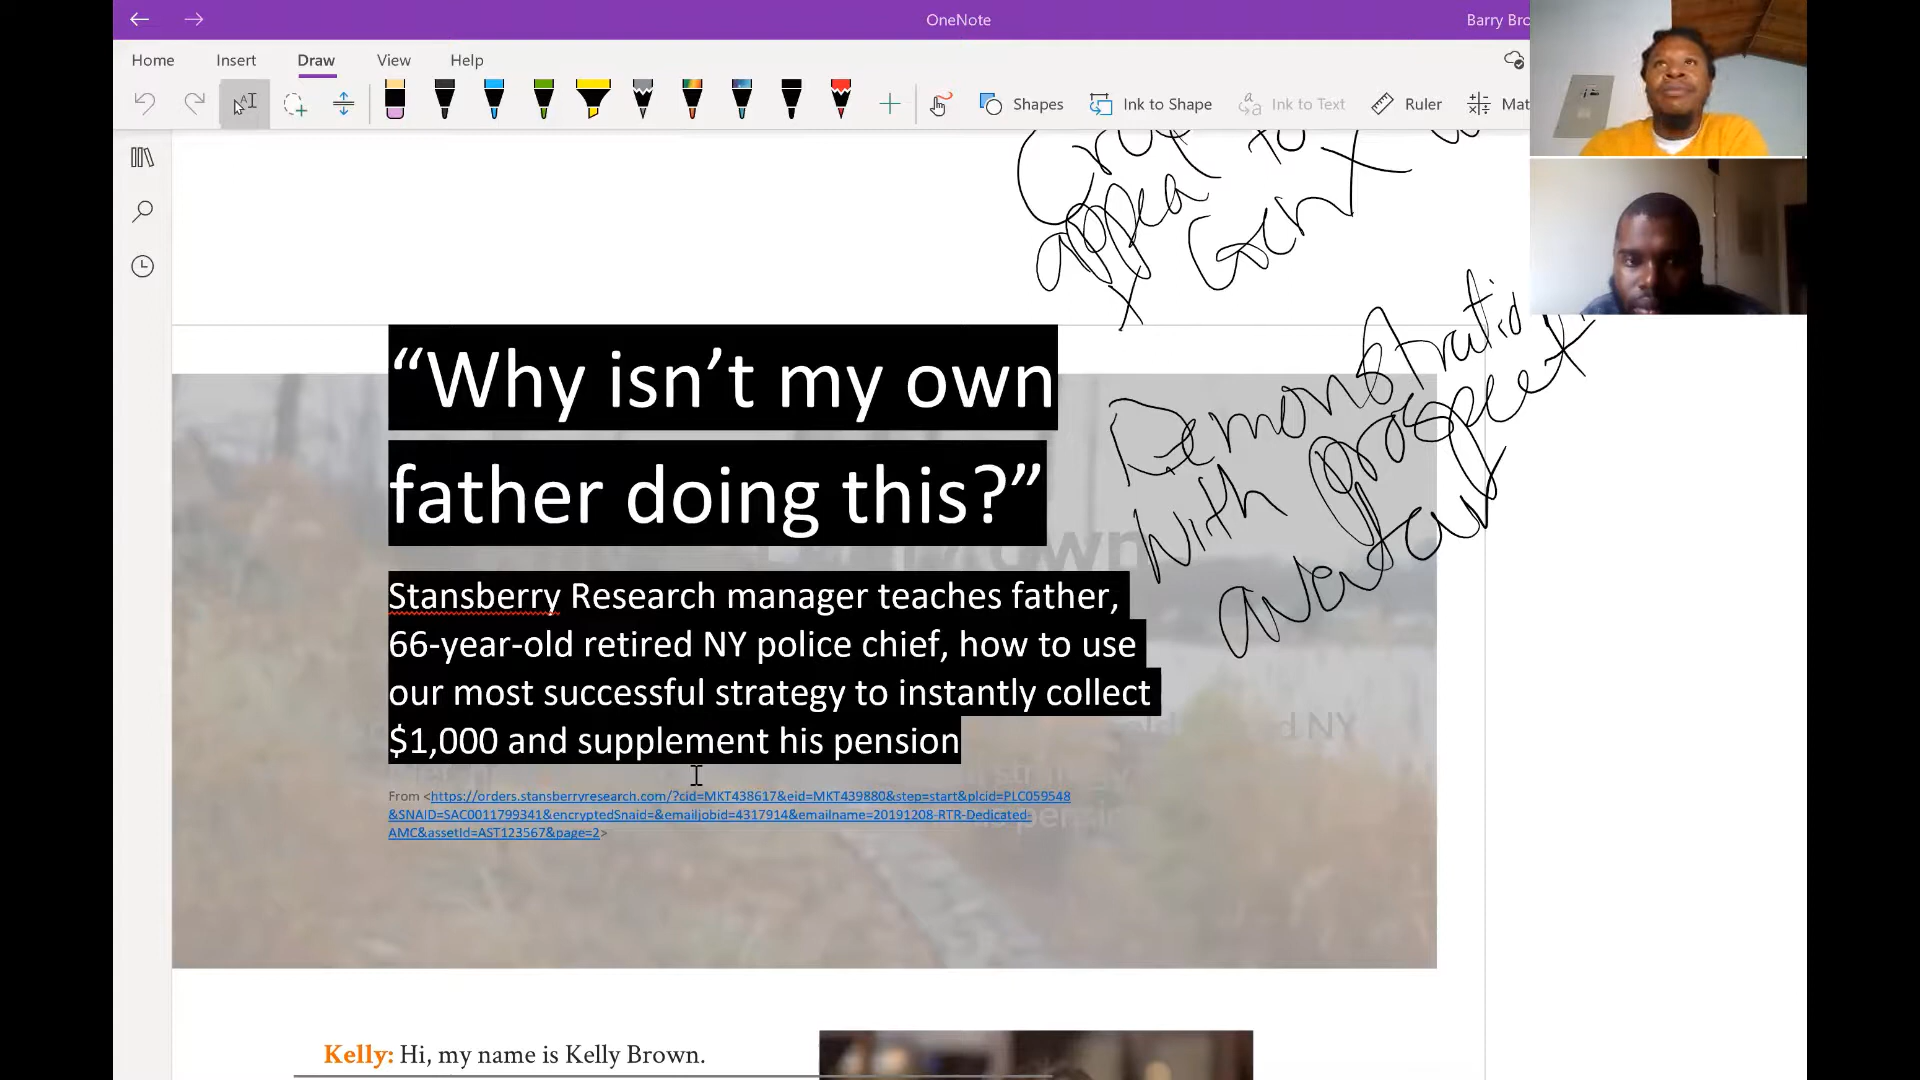 OneNote
Barry Bro
Home Insert Draw View Help
Shapes Ink to Shape Ink to Text Ruler Mat
appeal to
Demonstratio
With prospect
avatar
“Why isn’t my own
father doing this?”
Stansberry Research manager teaches father,
66-year-old retired NY police chief, how to use
our most successful strategy to instantly collect
$1,000 and supplement his pension
From <https://orders.stansberryresearch.com/?cid=MKT438617&eid=MKT439880&step=start&plcid=PLC059548
&SNAID=SAC0011799341&encryptedSnaid=&emailjobid=4317914&emailname=20191208-RTR-Dedicated-
AMC&assetId=AST123567&page=2>
Kelly: Hi, my name is Kelly Brown.